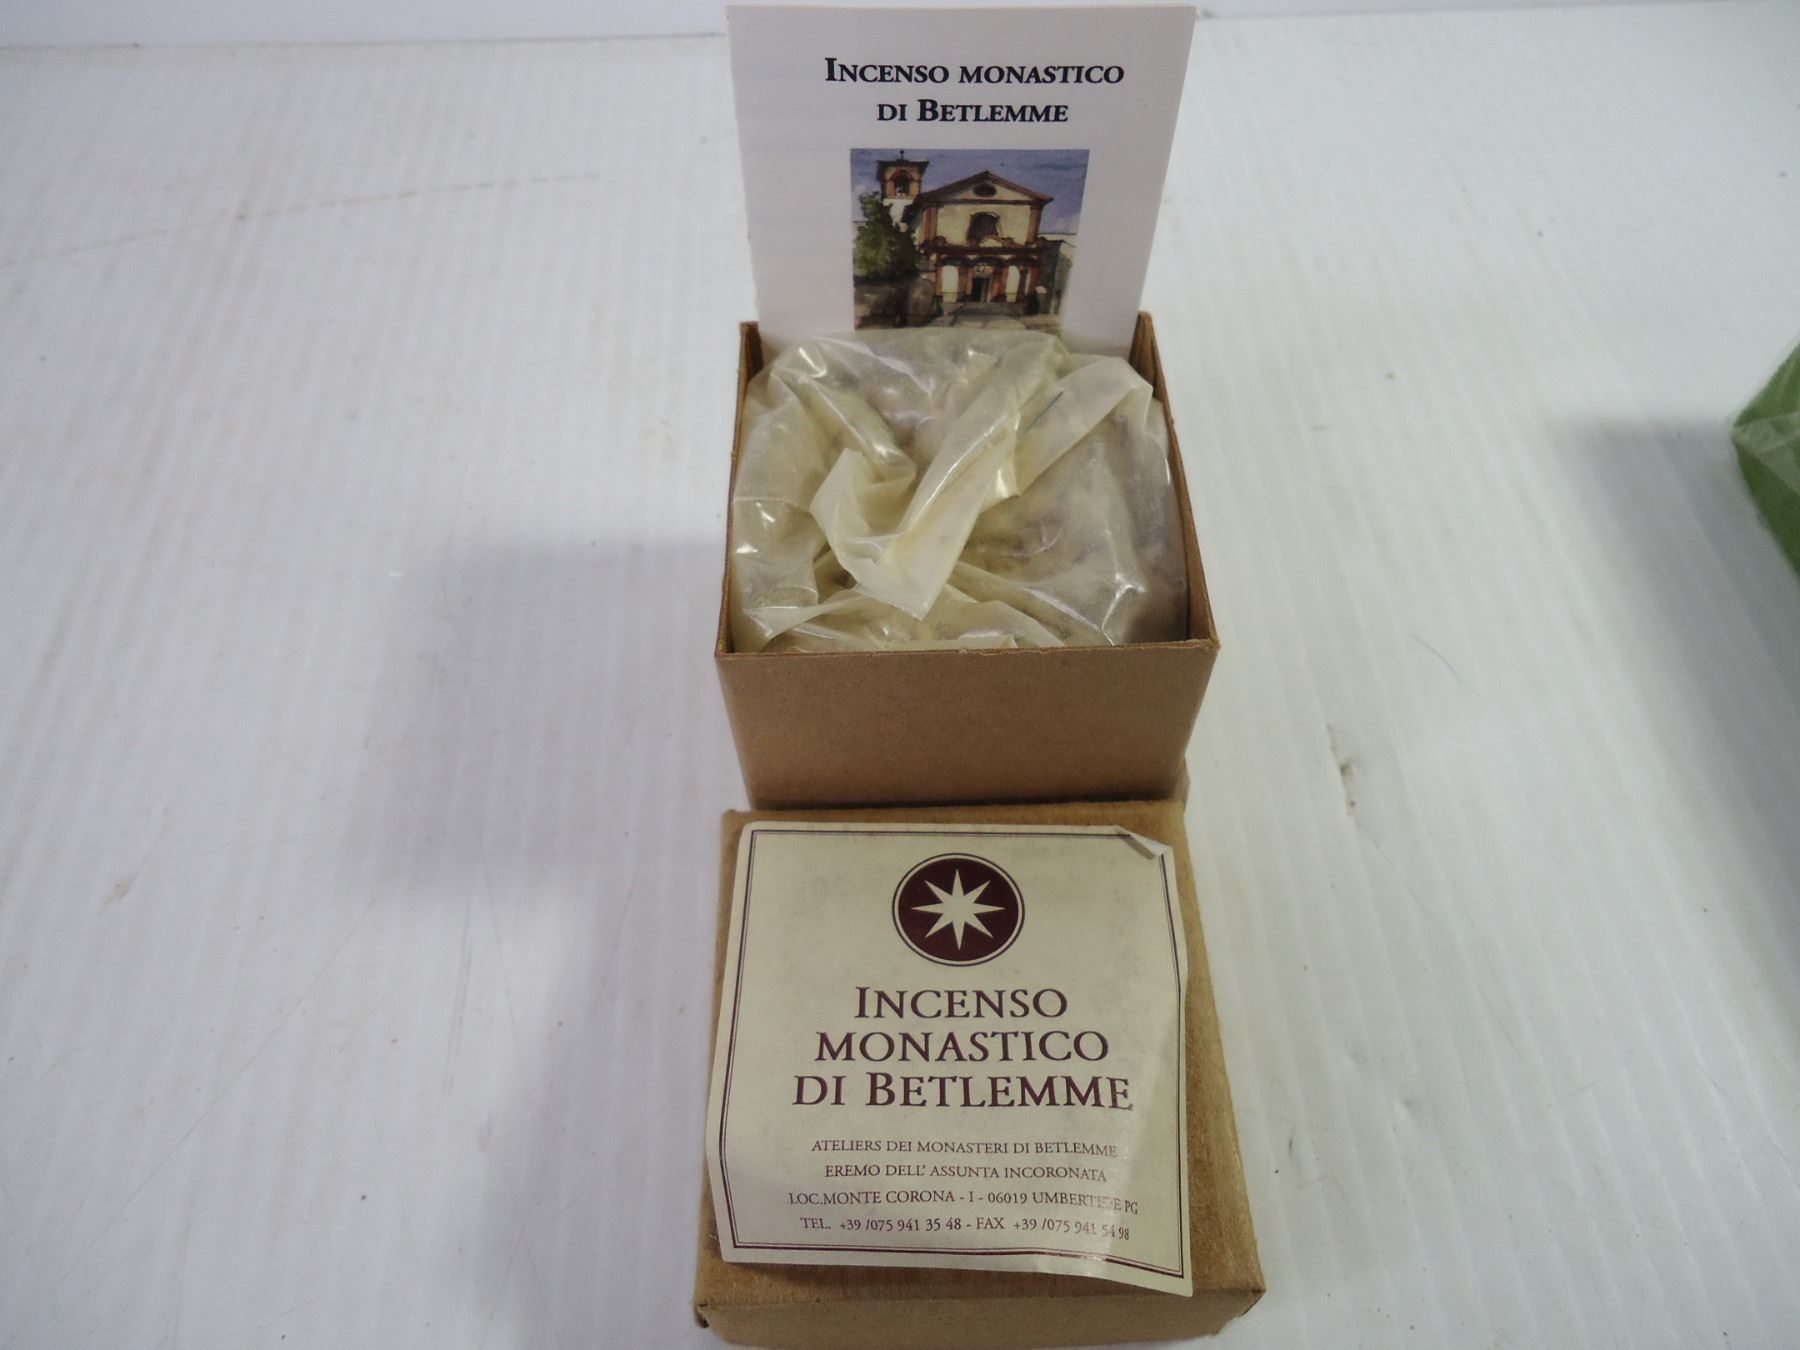 INCENSO MONASTICO
DI BETLEMME
INCENSO
MONASTICO
DI BETLEMME
ATELIERS DEI MONASTERI DI BETLEMME
EREMO DELL' ASSUNTA INCORONATA
LOC.MONTE CORONA - I - 06019 UMBERTIDE PG
TEL. +39 /075 941 35 48 - FAX +39 /075 941 54 98